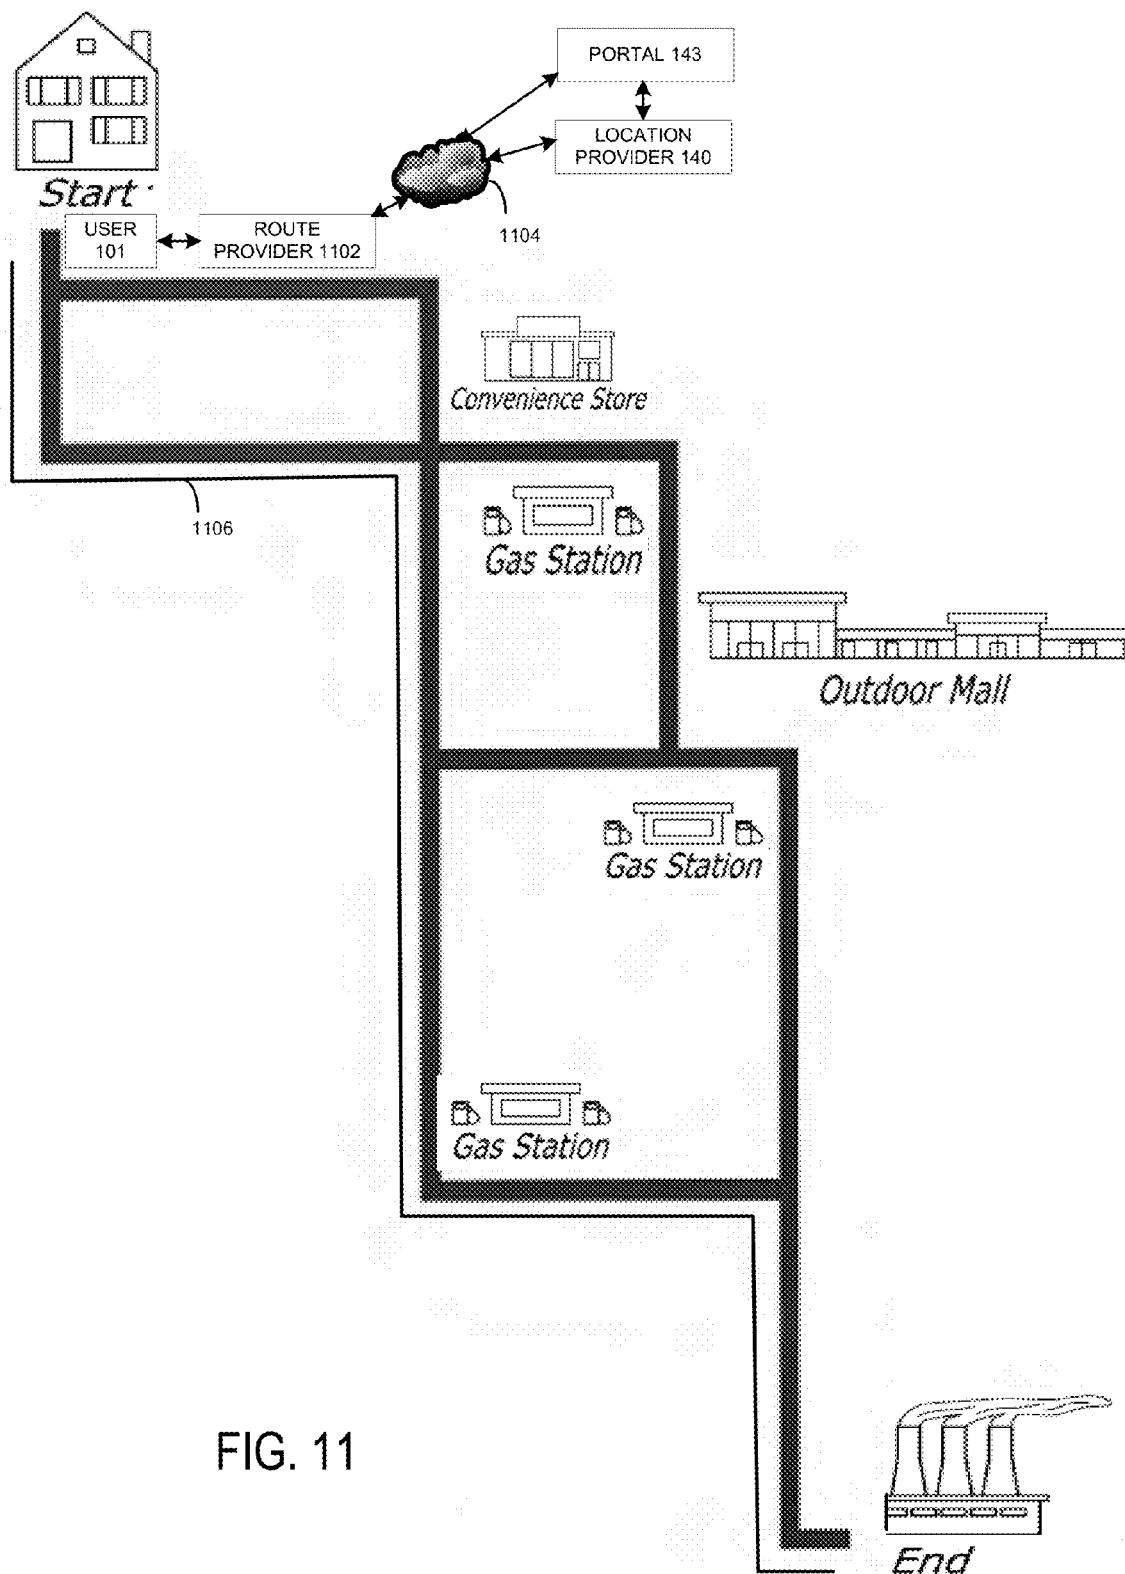 PORTAL 143
LOCATION
PROVIDER 140
Start
USER
101
ROUTE
PROVIDER 1102
1104
Convenience Store
1106
Gas Station
Outdoor Mall
Gas Station
Gas Station
FIG. 11
End